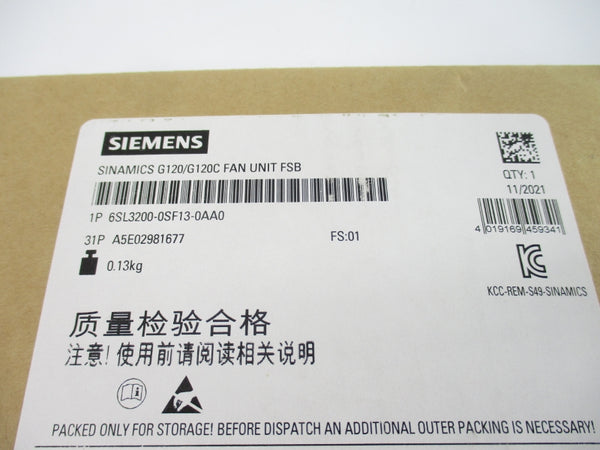 SIEMENS
SINAMICS G120/G120C FAN UNIT FSB
QTY: 1
11/2021
1P 6SL3200-0SF13-0AA0
4 019169 459341
31P A5E02981677 FS:01
0.13kg
KCC-REM-S49-SINAMICS
质量检验合格
注意! 使用前请阅读相关说明
PACKED ONLY FOR STORAGE! BEFORE DISPATCH AN ADDITIONAL OUTER PACKING IS NECESSARY!